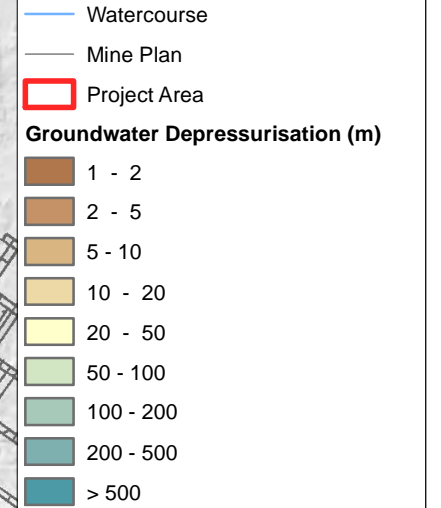 Watercourse
Mine Plan
Project Area
Groundwater Depressurisation (m)
1 - 2
2 - 5
5 - 10
10 - 20
20 - 50
50 - 100
100 - 200
200 - 500
> 500